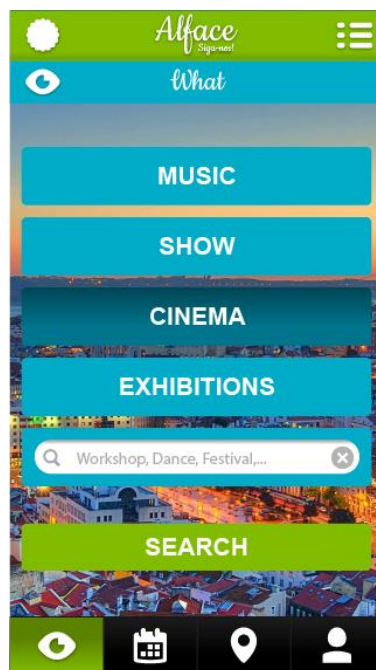 Alface
Siga-nos!
What
MUSIC
SHOW
CINEMA
EXHIBITIONS
Workshop, Dance, Festival,...
SEARCH